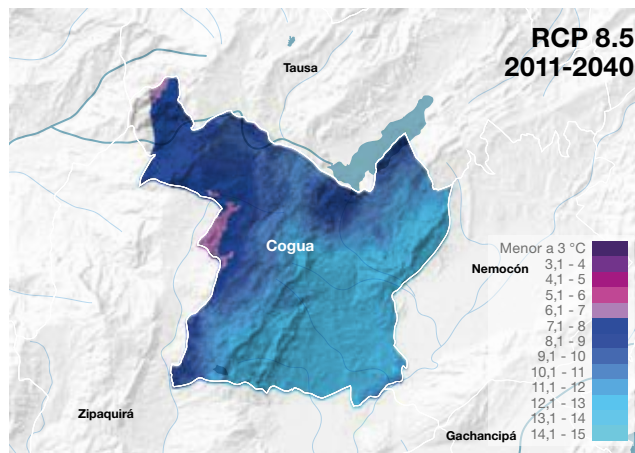 RCP 8.5
2011-2040
Tausa
Cogua
Nemocón
Zipaquirá
Gachancipá
Menor a 3 °C
3,1 - 4
4,1 - 5
5,1 - 6
6,1 - 7
7,1 - 8
8,1 - 9
9,1 - 10
10,1 - 11
11,1 - 12
12,1 - 13
13,1 - 14
14,1 - 15